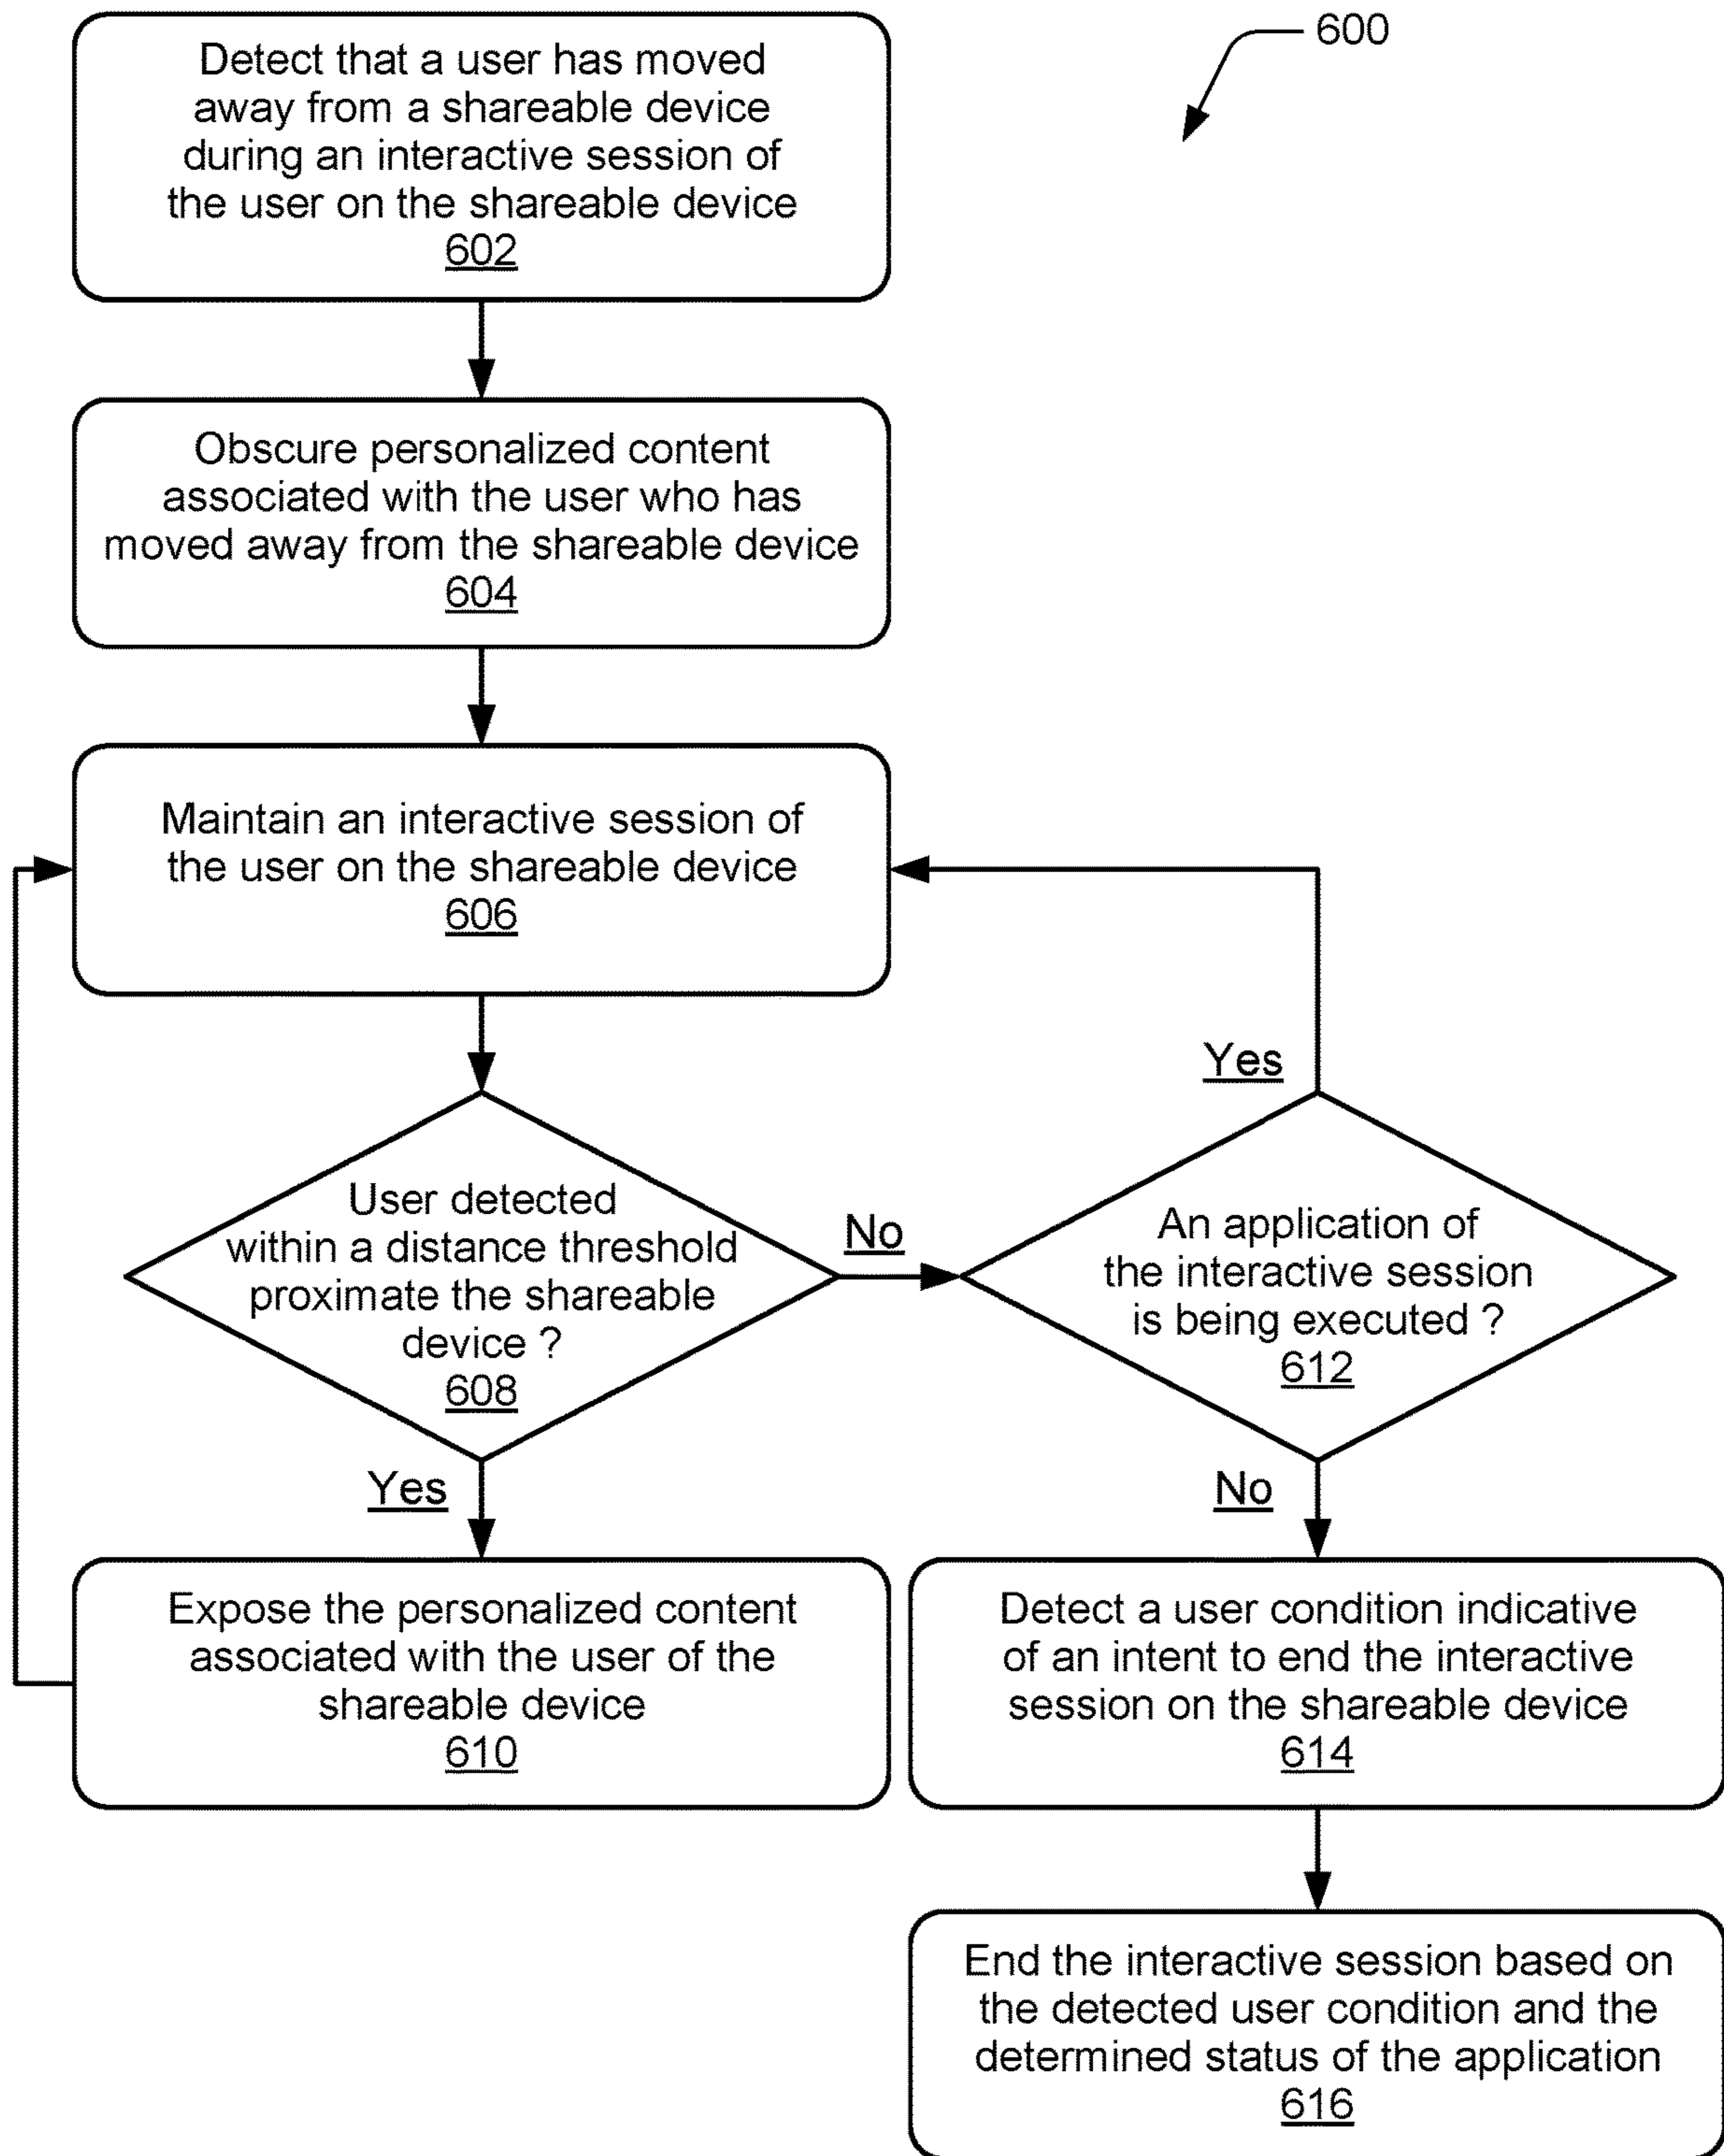 600
Detect that a user has moved
away from a shareable device
during an interactive session of
the user on the shareable device
602
Obscure personalized content
associated with the user who has
moved away from the shareable device
604
Maintain an interactive session of
the user on the shareable device
606
User detected
within a distance threshold
proximate the shareable
device ?
608
No
Yes
An application of
the interactive session
is being executed ?
612
Yes
No
Expose the personalized content
associated with the user of the
shareable device
610
Detect a user condition indicative
of an intent to end the interactive
session on the shareable device
614
End the interactive session based on
the detected user condition and the
determined status of the application
616